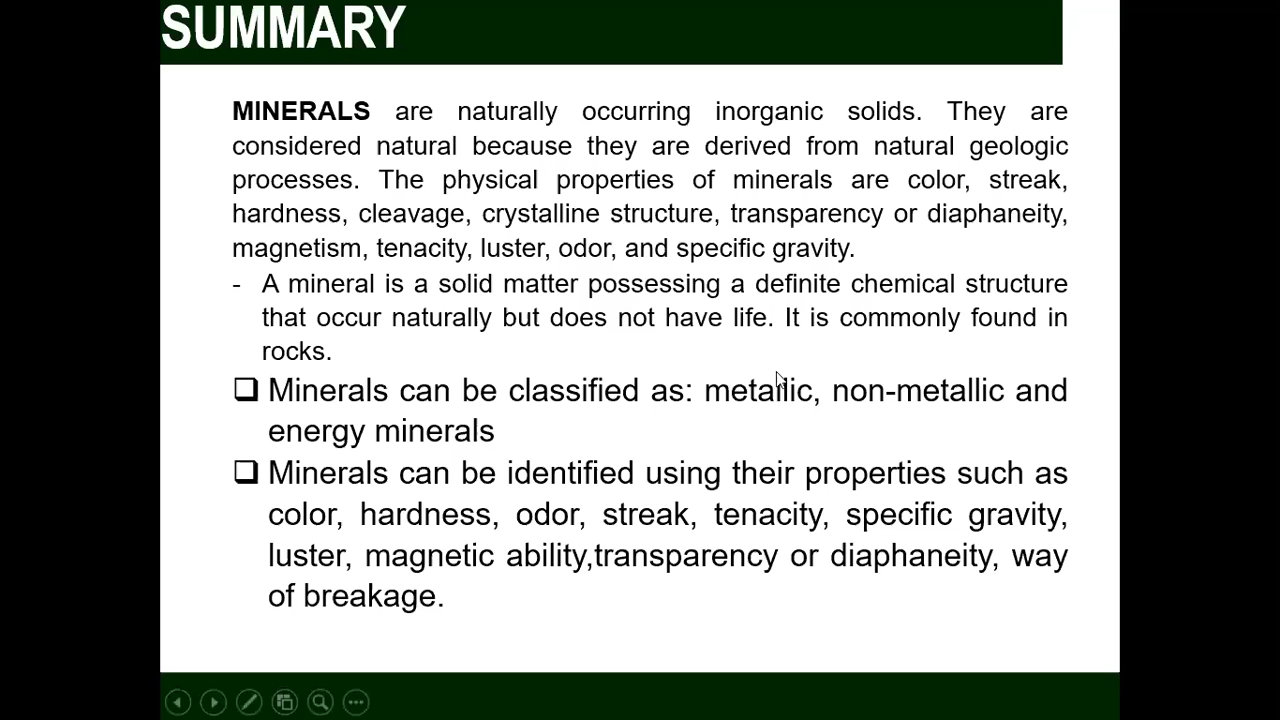 SUMMARY
MINERALS are naturally occurring inorganic solids. They are
considered natural because they are derived from natural geologic
processes. The physical properties of minerals are color, streak,
hardness, cleavage, crystalline structure, transparency or diaphaneity,
magnetism, tenacity, luster, odor, and specific gravity.
- A mineral is a solid matter possessing a definite chemical structure
that occur naturally but does not have life. It is commonly found in
rocks.
❑ Minerals can be classified as: metallic, non-metallic and
energy minerals
❑ Minerals can be identified using their properties such as
color, hardness, odor, streak, tenacity, specific gravity,
luster, magnetic ability,transparency or diaphaneity, way
of breakage.